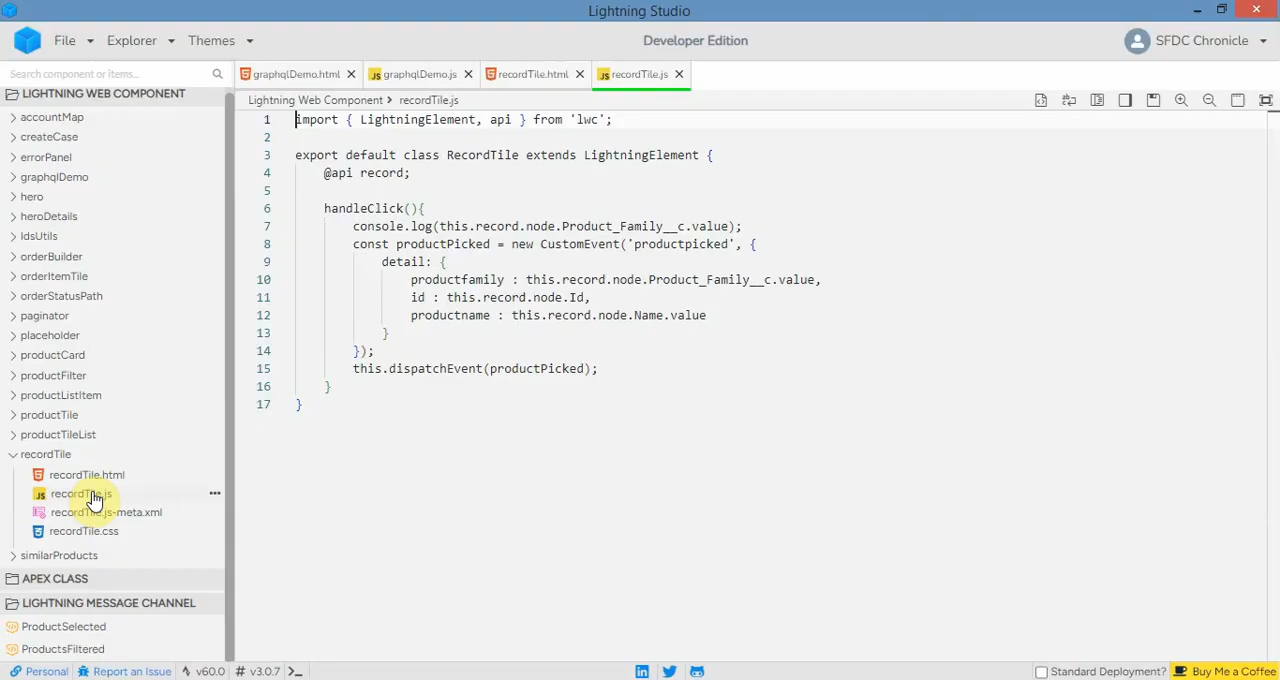 Lightning Studio
File Explorer Themes Developer Edition SFDC Chronicle
Search component or items...
graphqlDemo.html graphqlDemo.js recordTile.html recordTile.js
LIGHTNING WEB COMPONENT
Lightning Web Component recordTile.js
accountMap
createCase
errorPanel
graphqlDemo
hero
heroDetails
ldsUtils
orderBuilder
orderItemTile
orderStatusPath
paginator
placeholder
productCard
productFilter
productListItem
productTile
productTileList
recordTile
recordTile.html
recordTile.js
recordTile.js-meta.xml
recordTile.css
similarProducts
APEX CLASS
LIGHTNING MESSAGE CHANNEL
ProductSelected
ProductsFiltered
1 import { LightningElement, api } from 'lwc';
2
3 export default class RecordTile extends LightningElement {
4 @api record;
5
6 handleClick(){
7 console.log(this.record.node.Product_Family__c.value);
8 const productPicked = new CustomEvent('productpicked', {
9 detail: {
10 productfamily : this.record.node.Product_Family__c.value,
11 id : this.record.node.Id,
12 productname : this.record.node.Name.value
13 }
14 });
15 this.dispatchEvent(productPicked);
16 }
17 }
Personal Report an Issue v60.0 # v3.0.7 Standard Deployment? Buy Me a Coffee